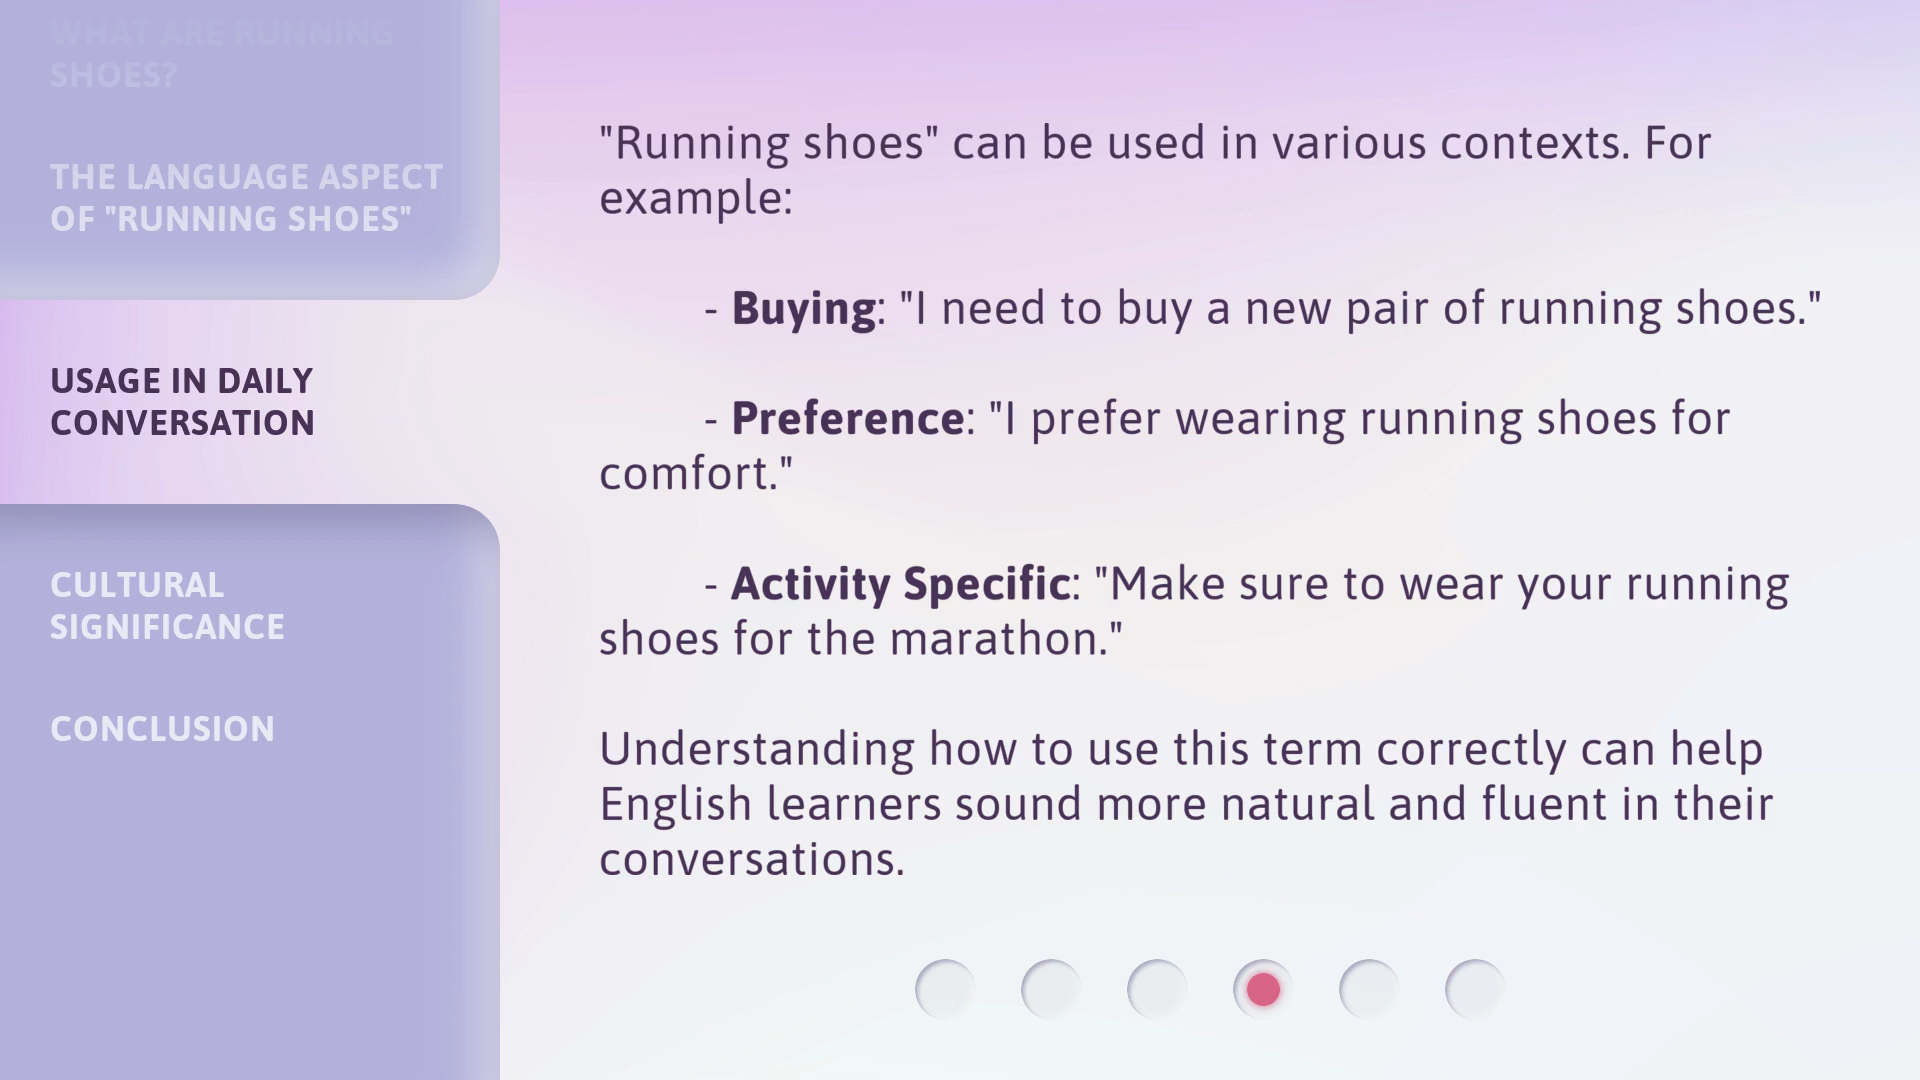 WHAT ARE RUNNING
SHOES?
THE LANGUAGE ASPECT
OF "RUNNING SHOES"
USAGE IN DAILY
CONVERSATION
CULTURAL
SIGNIFICANCE
CONCLUSION
"Running shoes" can be used in various contexts. For
example:
- Buying: "I need to buy a new pair of running shoes."
- Preference: "I prefer wearing running shoes for
comfort."
- Activity Specific: "Make sure to wear your running
shoes for the marathon."
Understanding how to use this term correctly can help
English learners sound more natural and fluent in their
conversations.